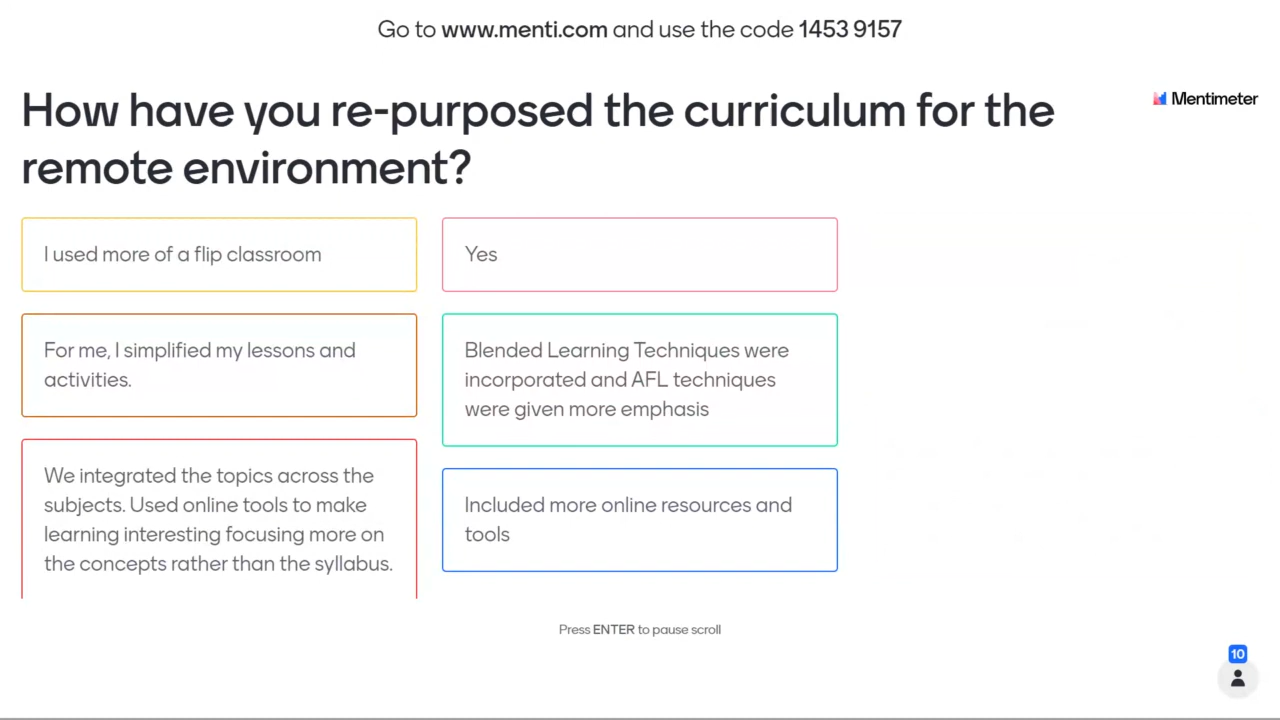 Go to www.menti.com and use the code 1453 9157
How have you re-purposed the curriculum for the
remote environment?
Mentimeter
I used more of a flip classroom
Yes
For me, I simplified my lessons and
activities.
Blended Learning Techniques were
incorporated and AFL techniques
were given more emphasis
We integrated the topics across the
subjects. Used online tools to make
learning interesting focusing more on
the concepts rather than the syllabus.
Included more online resources and
tools
Press ENTER to pause scroll
10